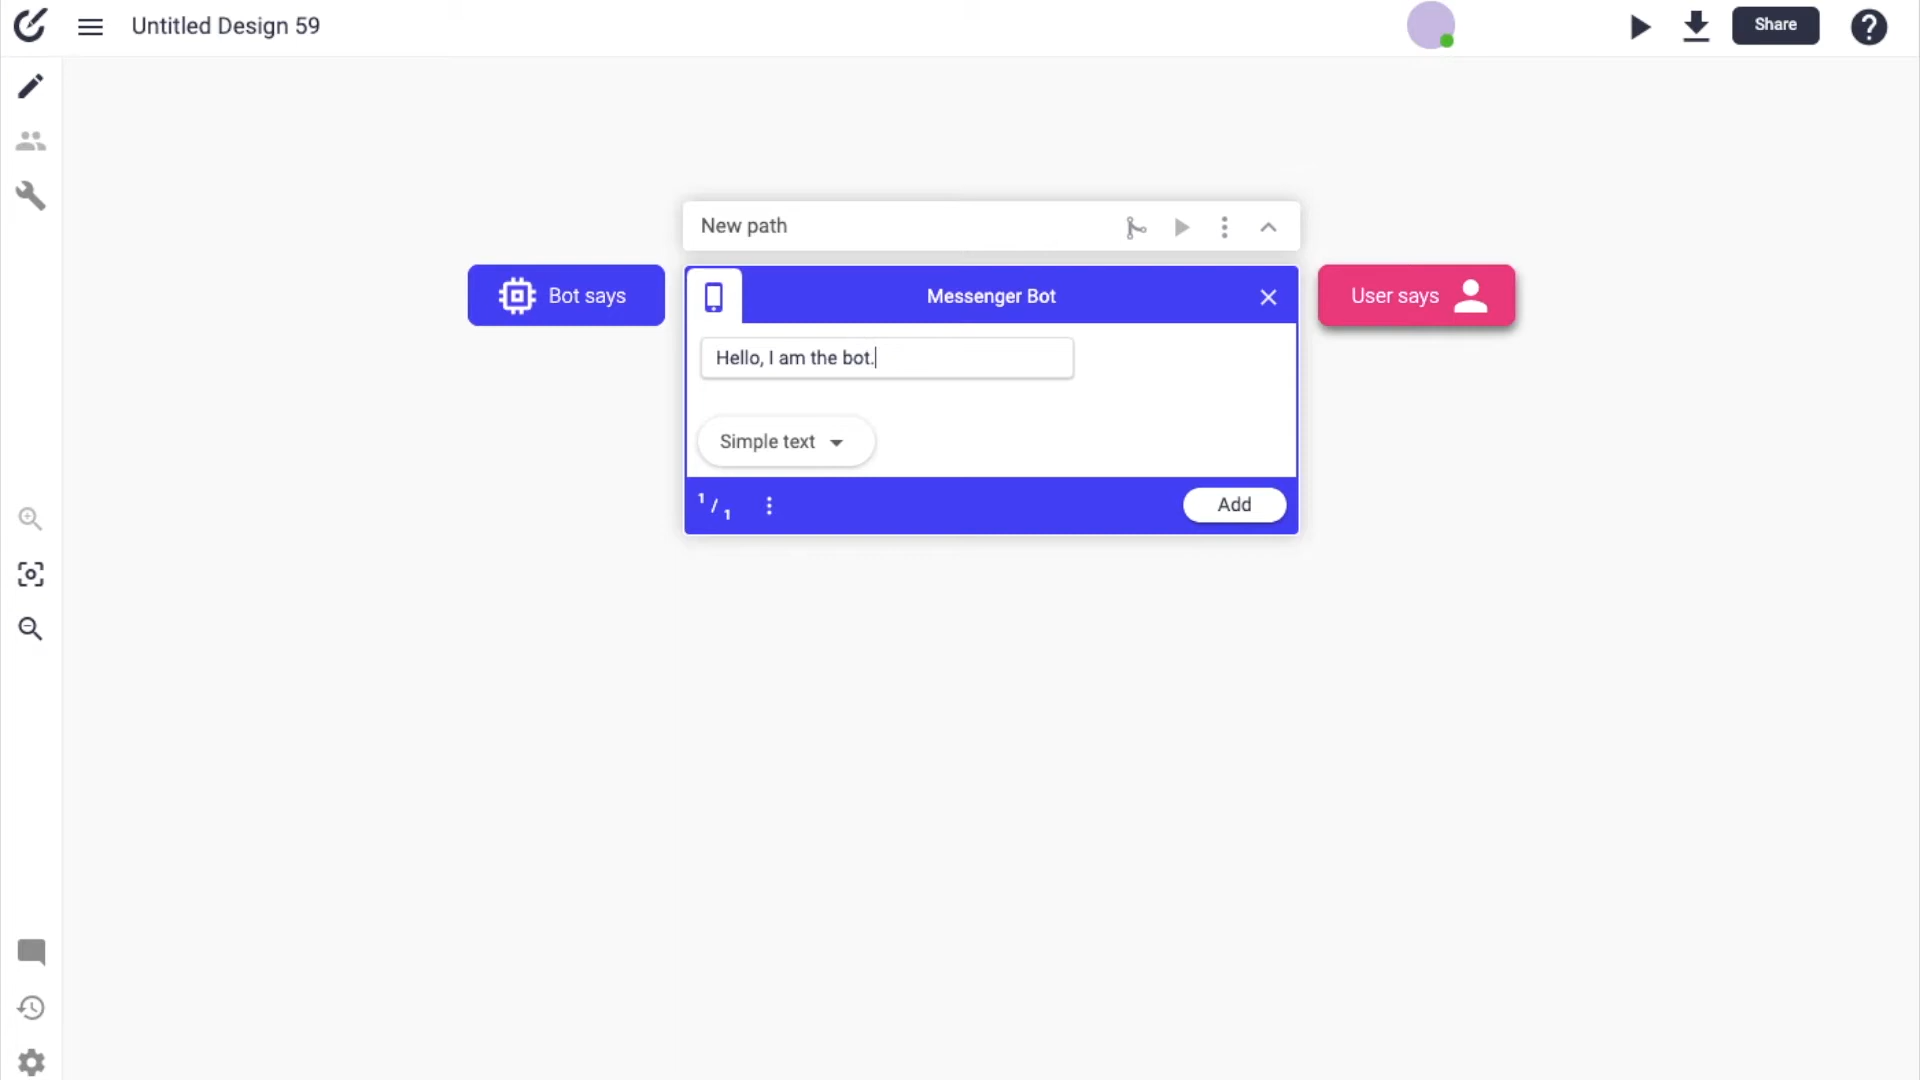 Untitled Design 59
Share
New path
Bot says
Messenger Bot
User says
Hello, I am the bot.
Simple text
1/1
Add